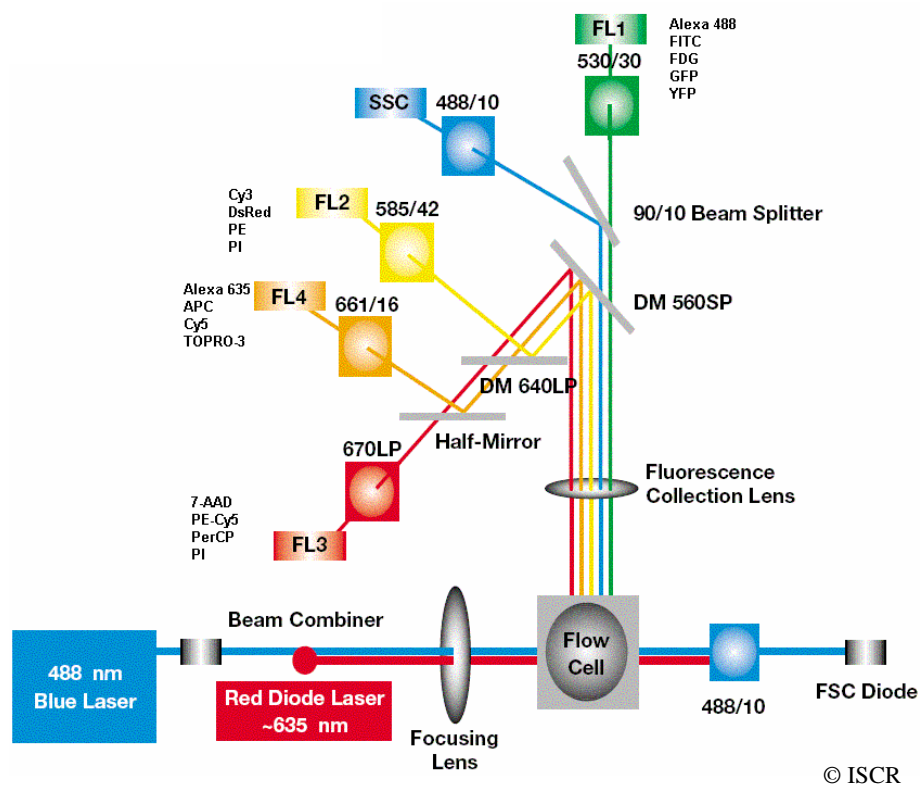 FL1
530/30
Alexa 488
FITC
FDG
GFP
YFP
SSC
488/10
90/10 Beam Splitter
Cy3
DsRed
PE
PI
FL2
585/42
DM 560SP
Alexa 635
APC
Cy5
TOPRO-3
FL4
661/16
DM 640LP
Half-Mirror
670LP
Fluorescence
Collection Lens
7-AAD
PE-Cy5
PerCP
PI
FL3
Beam Combiner
488 nm
Blue Laser
Red Diode Laser
~635 nm
Focusing
Lens
Flow
Cell
488/10
FSC Diode
© ISCR